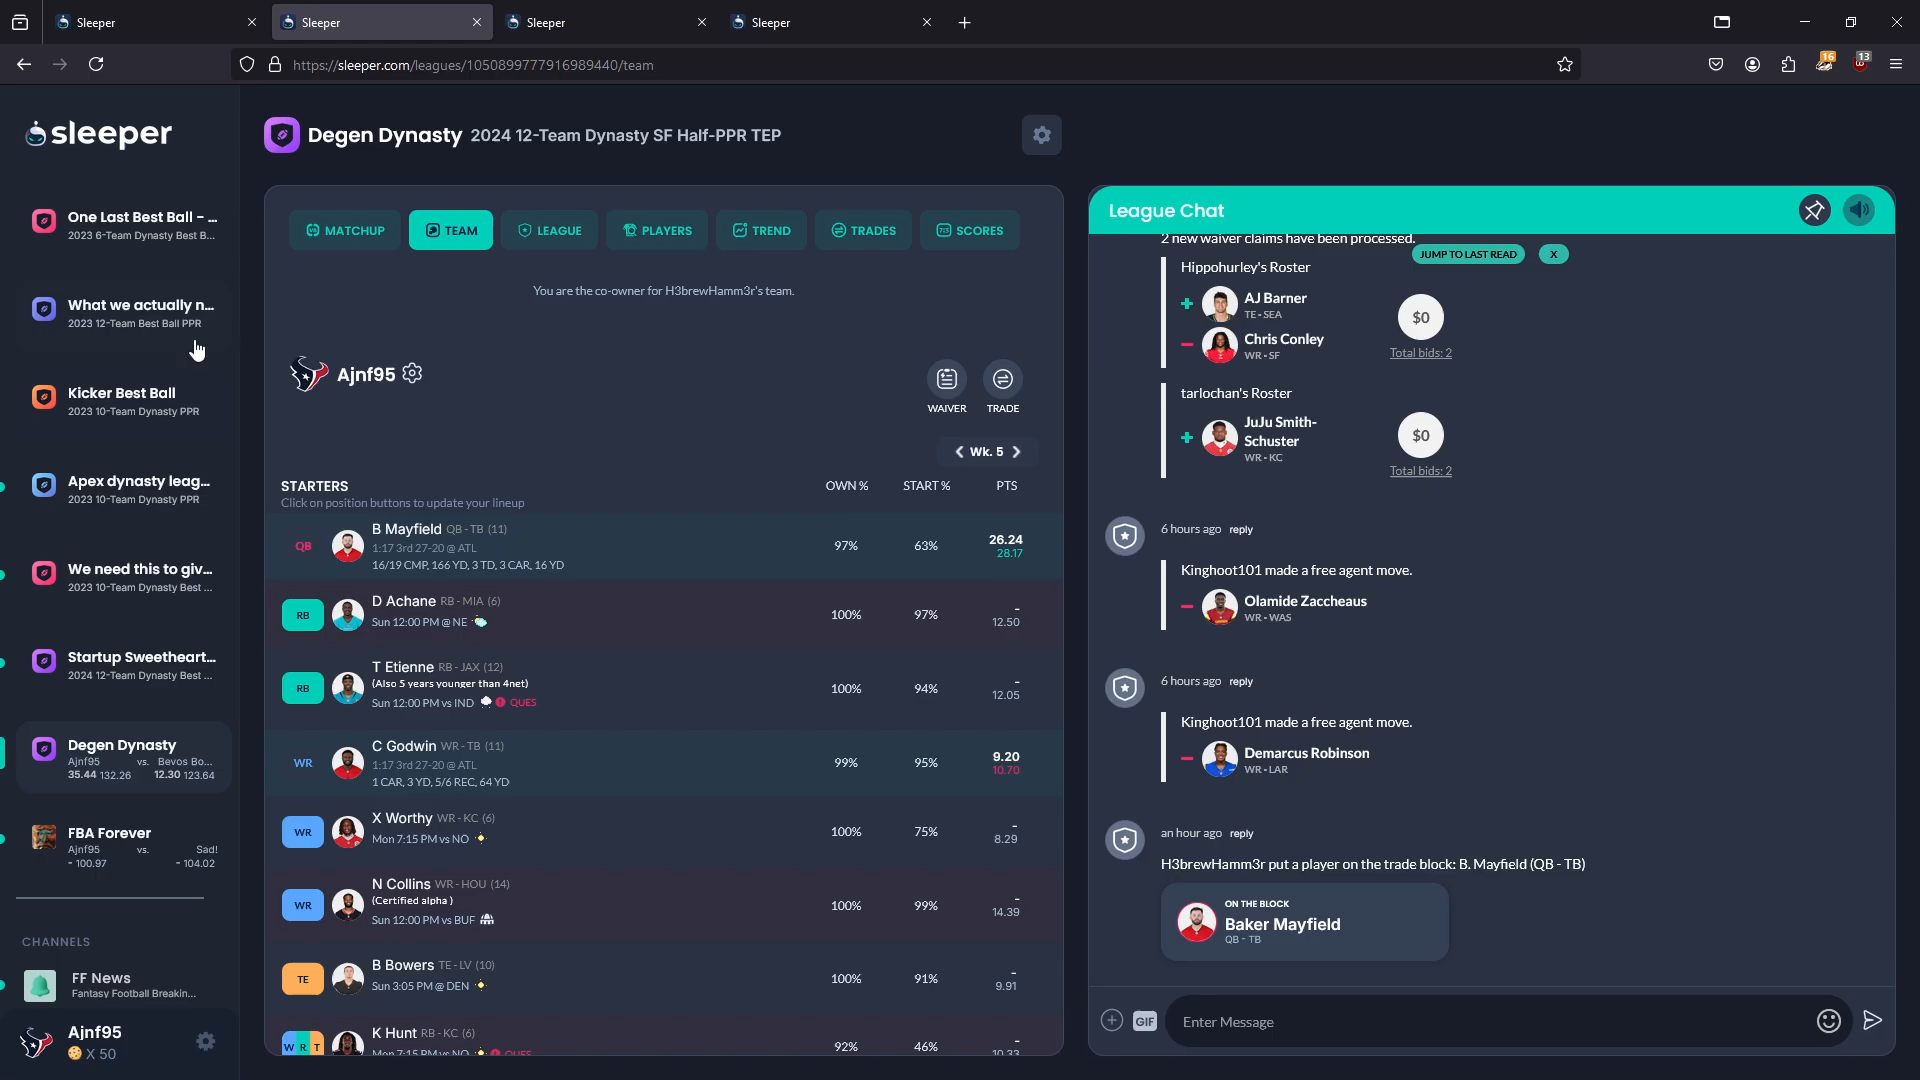 Sleeper
Sleeper
Sleeper
Sleeper
https://sleeper.com/leagues/1050899777916989440/team
16
13
sleeper
One Last Best Ball - ...
2023 6-Team Dynasty Best B...
What we actually n...
2023 12-Team Best Ball PPR
Kicker Best Ball
2023 10-Team Dynasty PPR
Apex dynasty leag...
2023 10-Team Dynasty PPR
We need this to giv...
2023 10-Team Dynasty Best ...
Startup Sweetheart...
2024 12-Team Dynasty Best ...
Degen Dynasty
Ajnf95 vs. Bevos Bo...
35.44 132.26 12.30 123.64
FBA Forever
Ajnf95 vs. Sad!
- 100.97 - 104.02
CHANNELS
FF News
Fantasy Football Breakin...
Ajnf95
X 50
Degen Dynasty 2024 12-Team Dynasty SF Half-PPR TEP
MATCHUP TEAM LEAGUE PLAYERS TREND TRADES SCORES
You are the co-owner for H3brewHamm3r's team.
Ajnf95
WAIVER TRADE
Wk. 5
STARTERS OWN % START % PTS
Click on position buttons to update your lineup
QB B Mayfield QB - TB (11)
1:17 3rd 27-20 @ ATL
16/19 CMP, 166 YD, 3 TD, 3 CAR, 16 YD
97% 63% 26.24
28.17
RB D Achane RB - MIA (6)
Sun 12:00 PM @ NE
100% 97% -
12.50
RB T Etienne RB - JAX (12)
(Also 5 years younger than 4net)
Sun 12:00 PM vs IND QUES
100% 94% -
12.05
WR C Godwin WR - TB (11)
1:17 3rd 27-20 @ ATL
1 CAR, 3 YD, 5/6 REC, 64 YD
99% 95% 9.20
10.70
WR X Worthy WR - KC (6)
Mon 7:15 PM vs NO
100% 75% -
8.29
WR N Collins WR - HOU (14)
(Certified alpha )
Sun 12:00 PM vs BUF
100% 99% -
14.39
TE B Bowers TE - LV (10)
Sun 3:05 PM @ DEN
100% 91% -
9.91
W R T K Hunt RB - KC (6)
Mon 7:15 PM vs NO QUES
92% 46% -
10.33
League Chat
2 new waiver claims have been processed.
JUMP TO LAST READ X
Hippohurley's Roster
+ AJ Barner
TE - SEA
$0
- Chris Conley
WR - SF
Total bids: 2
tarlochan's Roster
+ JuJu Smith-
Schuster
WR - KC
$0
Total bids: 2
6 hours ago reply
Kinghoot101 made a free agent move.
- Olamide Zaccheaus
WR - WAS
6 hours ago reply
Kinghoot101 made a free agent move.
- Demarcus Robinson
WR - LAR
an hour ago reply
H3brewHamm3r put a player on the trade block: B. Mayfield (QB - TB)
ON THE BLOCK
Baker Mayfield
QB - TB
GIF Enter Message